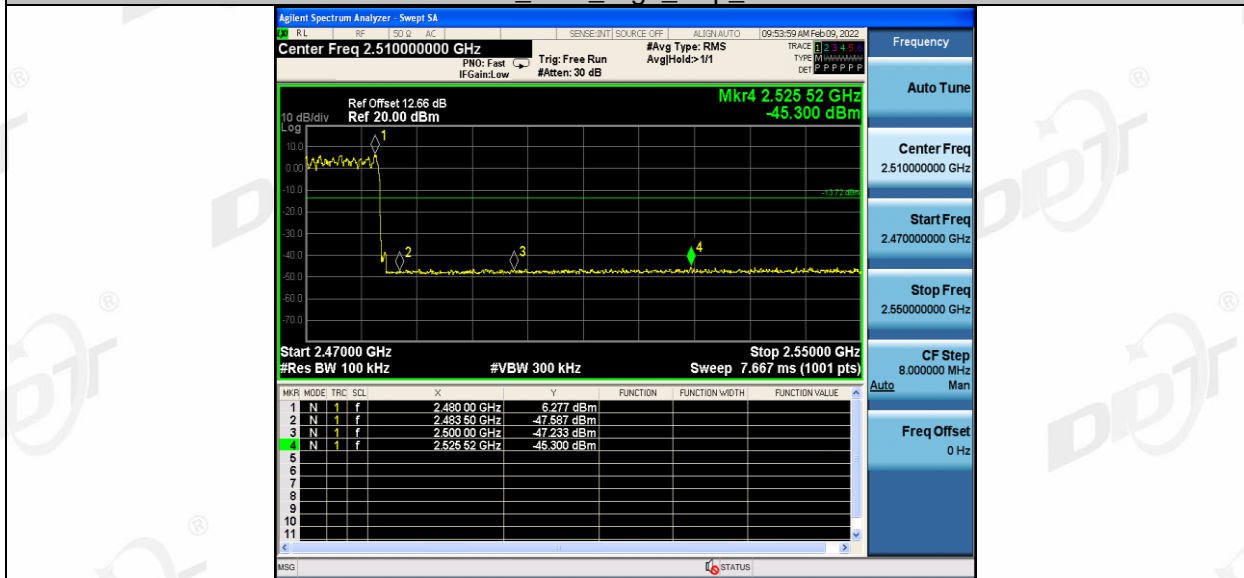 Agilent Spectrum Analyzer - Swept SA
RL RF 50 Ω AC SENSE:INT SOURCE OFF ALIGN AUTO 09:53:59 AM Feb 09, 2022
Center Freq 2.510000000 GHz #Avg Type: RMS TRACE 1 2 3 4 5 6 Frequency
PNO: Fast Trig: Free Run Avg|Hold:>1/1 TYPE M
IFGain:Low #Atten: 30 dB DET P P P P P P
Auto Tune
Mkr4 2.525 52 GHz
Ref Offset 12.66 dB
10 dB/div Ref 20.00 dBm -45.300 dBm
Log
1
10.0
0.00
-10.0
-13.72 dBm
-20.0
-30.0
-40.0
2 3 4
-50.0
-60.0
-70.0
Start 2.47000 GHz Stop 2.55000 GHz
#Res BW 100 kHz #VBW 300 kHz Sweep 7.667 ms (1001 pts)
Center Freq
2.510000000 GHz
Start Freq
2.470000000 GHz
Stop Freq
2.550000000 GHz
CF Step
8.000000 MHz
Auto Man
Freq Offset
0 Hz
MKR MODE TRC SCL X Y FUNCTION FUNCTION WIDTH FUNCTION VALUE
1 N 1 f 2.480 00 GHz 6.277 dBm
2 N 1 f 2.483 50 GHz -47.587 dBm
3 N 1 f 2.500 00 GHz -47.233 dBm
4 N 1 f 2.525 52 GHz -45.300 dBm
5
6
7
8
9
10
11
MSG STATUS
DDT ®